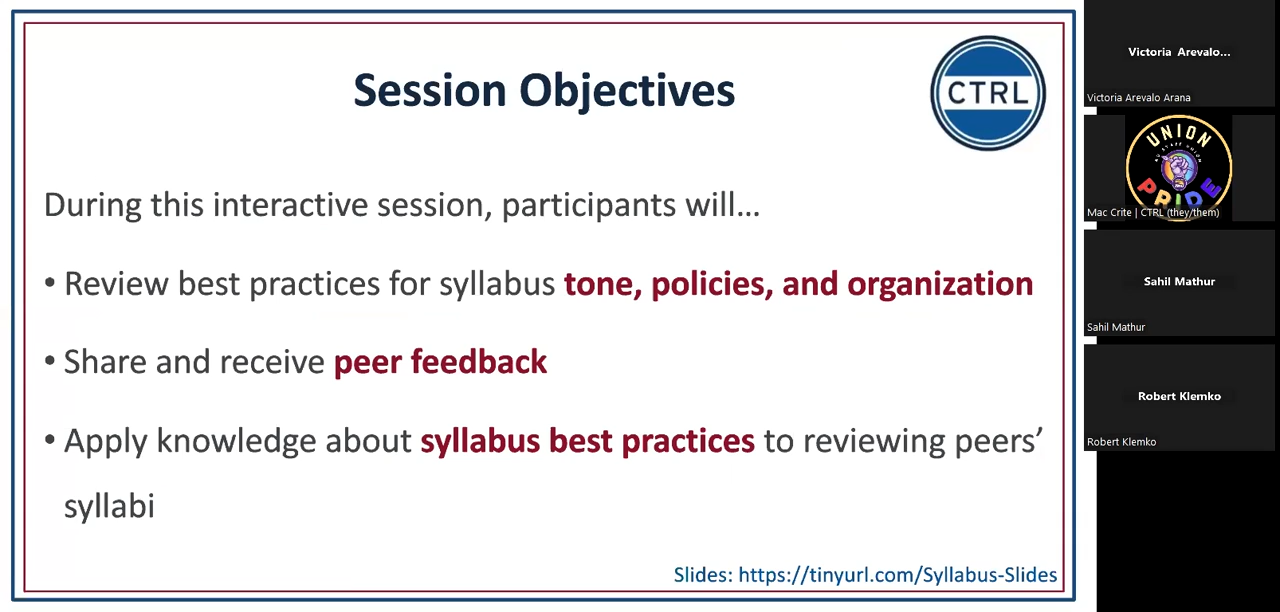 Session Objectives
CTRL
During this interactive session, participants will...
• Review best practices for syllabus tone, policies, and organization
• Share and receive peer feedback
• Apply knowledge about syllabus best practices to reviewing peers’
syllabi
Slides: https://tinyurl.com/Syllabus-Slides
Victoria Arevalo...
Victoria Arevalo Arana
UNION
AU STAFF UNION
PRIDE
Mac Crite | CTRL (they/them)
Sahil Mathur
Sahil Mathur
Robert Klemko
Robert Klemko